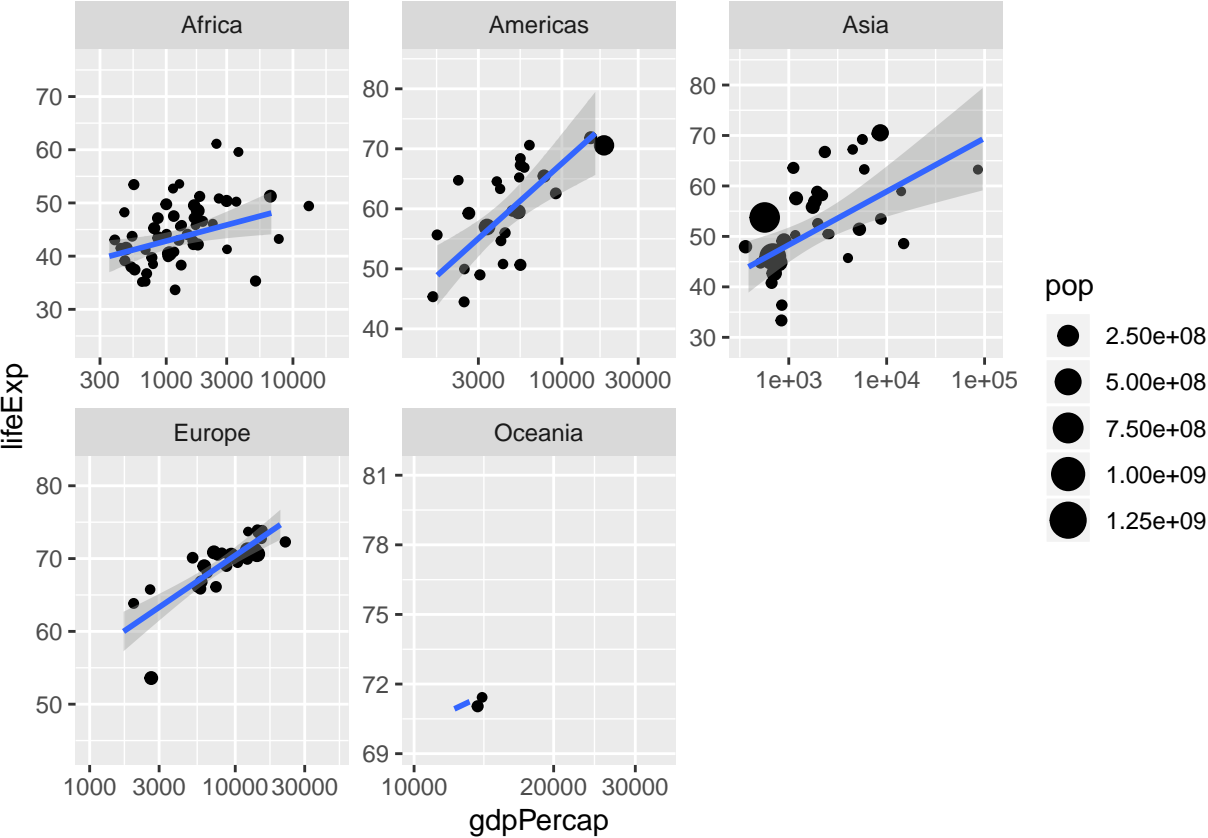 Africa
Americas
Asia
70
60
50
40
30
80
70
60
50
40
80
70
60
50
40
30
300 1000 3000 10000
3000 10000 30000
1e+03 1e+04 1e+05
lifeExp
Europe
Oceania
80
70
60
50
81
78
75
72
69
1000 3000 10000 30000
10000 20000 30000
gdpPercap
pop
2.50e+08
5.00e+08
7.50e+08
1.00e+09
1.25e+09